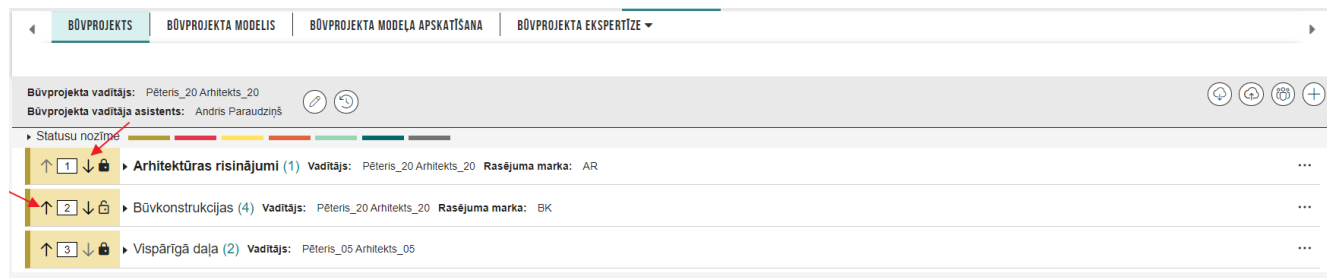 BŪVPROJEKTS BŪVPROJEKTA MODELIS BŪVPROJEKTA MODEĻA APSKATĪŠANA BŪVPROJEKTA EKSPERTĪZE
Būvprojekta vadītājs: Pēteris_20 Arhitekts_20
Būvprojekta vadītāja asistents: Andris Paraudziņš
Statusu nozīme
1 Arhitektūras risinājumi (1) Vadītājs: Pēteris_20 Arhitekts_20 Rasējuma marka: AR
2 Būvkonstrukcijas (4) Vadītājs: Pēteris_20 Arhitekts_20 Rasējuma marka: BK
3 Vispārīgā daļa (2) Vadītājs: Pēteris_05 Arhitekts_05